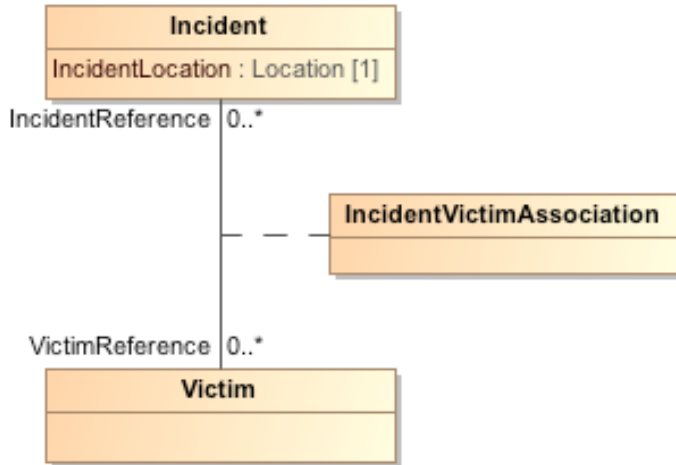 Incident
IncidentLocation : Location [1]
IncidentReference 0..*
IncidentVictimAssociation
VictimReference 0..*
Victim